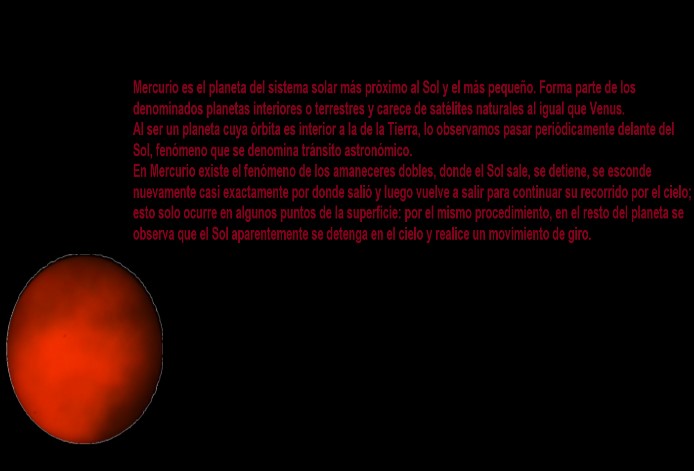 Mercurio es el planeta del sistema solar más próximo al Sol y el más pequeño. Forma parte de los
denominados planetas interiores o terrestres y carece de satélites naturales al igual que Venus.
Al ser un planeta cuya órbita es interior a la de la Tierra, lo observamos pasar periódicamente delante del
Sol, fenómeno que se denomina tránsito astronómico.
En Mercurio existe el fenómeno de los amaneceres dobles, donde el Sol sale, se detiene, se esconde
nuevamente casi exactamente por donde salió y luego vuelve a salir para continuar su recorrido por el cielo;
esto solo ocurre en algunos puntos de la superficie: por el mismo procedimiento, en el resto del planeta se
observa que el Sol aparentemente se detenga en el cielo y realice un movimiento de giro.